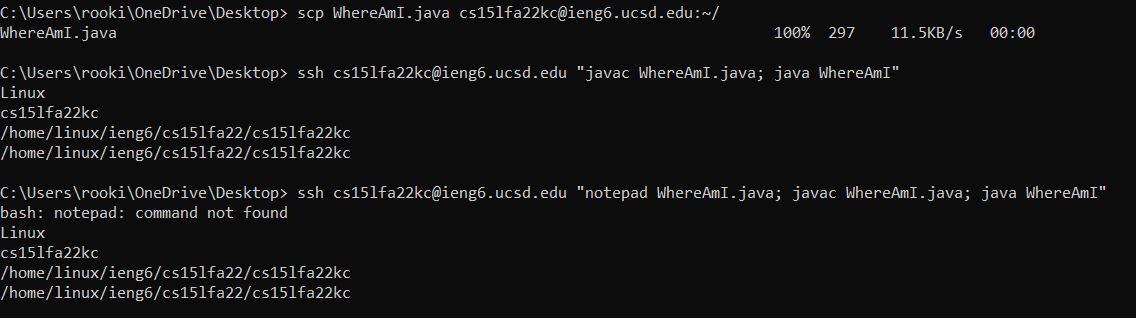 C:\Users\rooki\OneDrive\Desktop> scp WhereAmI.java cs15lfa22kc@ieng6.ucsd.edu:~/
WhereAmI.java 100% 297 11.5KB/s 00:00
C:\Users\rooki\OneDrive\Desktop> ssh cs15lfa22kc@ieng6.ucsd.edu "javac WhereAmI.java; java WhereAmI"
Linux
cs15lfa22kc
/home/linux/ieng6/cs15lfa22/cs15lfa22kc
/home/linux/ieng6/cs15lfa22/cs15lfa22kc
C:\Users\rooki\OneDrive\Desktop> ssh cs15lfa22kc@ieng6.ucsd.edu "notepad WhereAmI.java; javac WhereAmI.java; java WhereAmI"
bash: notepad: command not found
Linux
cs15lfa22kc
/home/linux/ieng6/cs15lfa22/cs15lfa22kc
/home/linux/ieng6/cs15lfa22/cs15lfa22kc